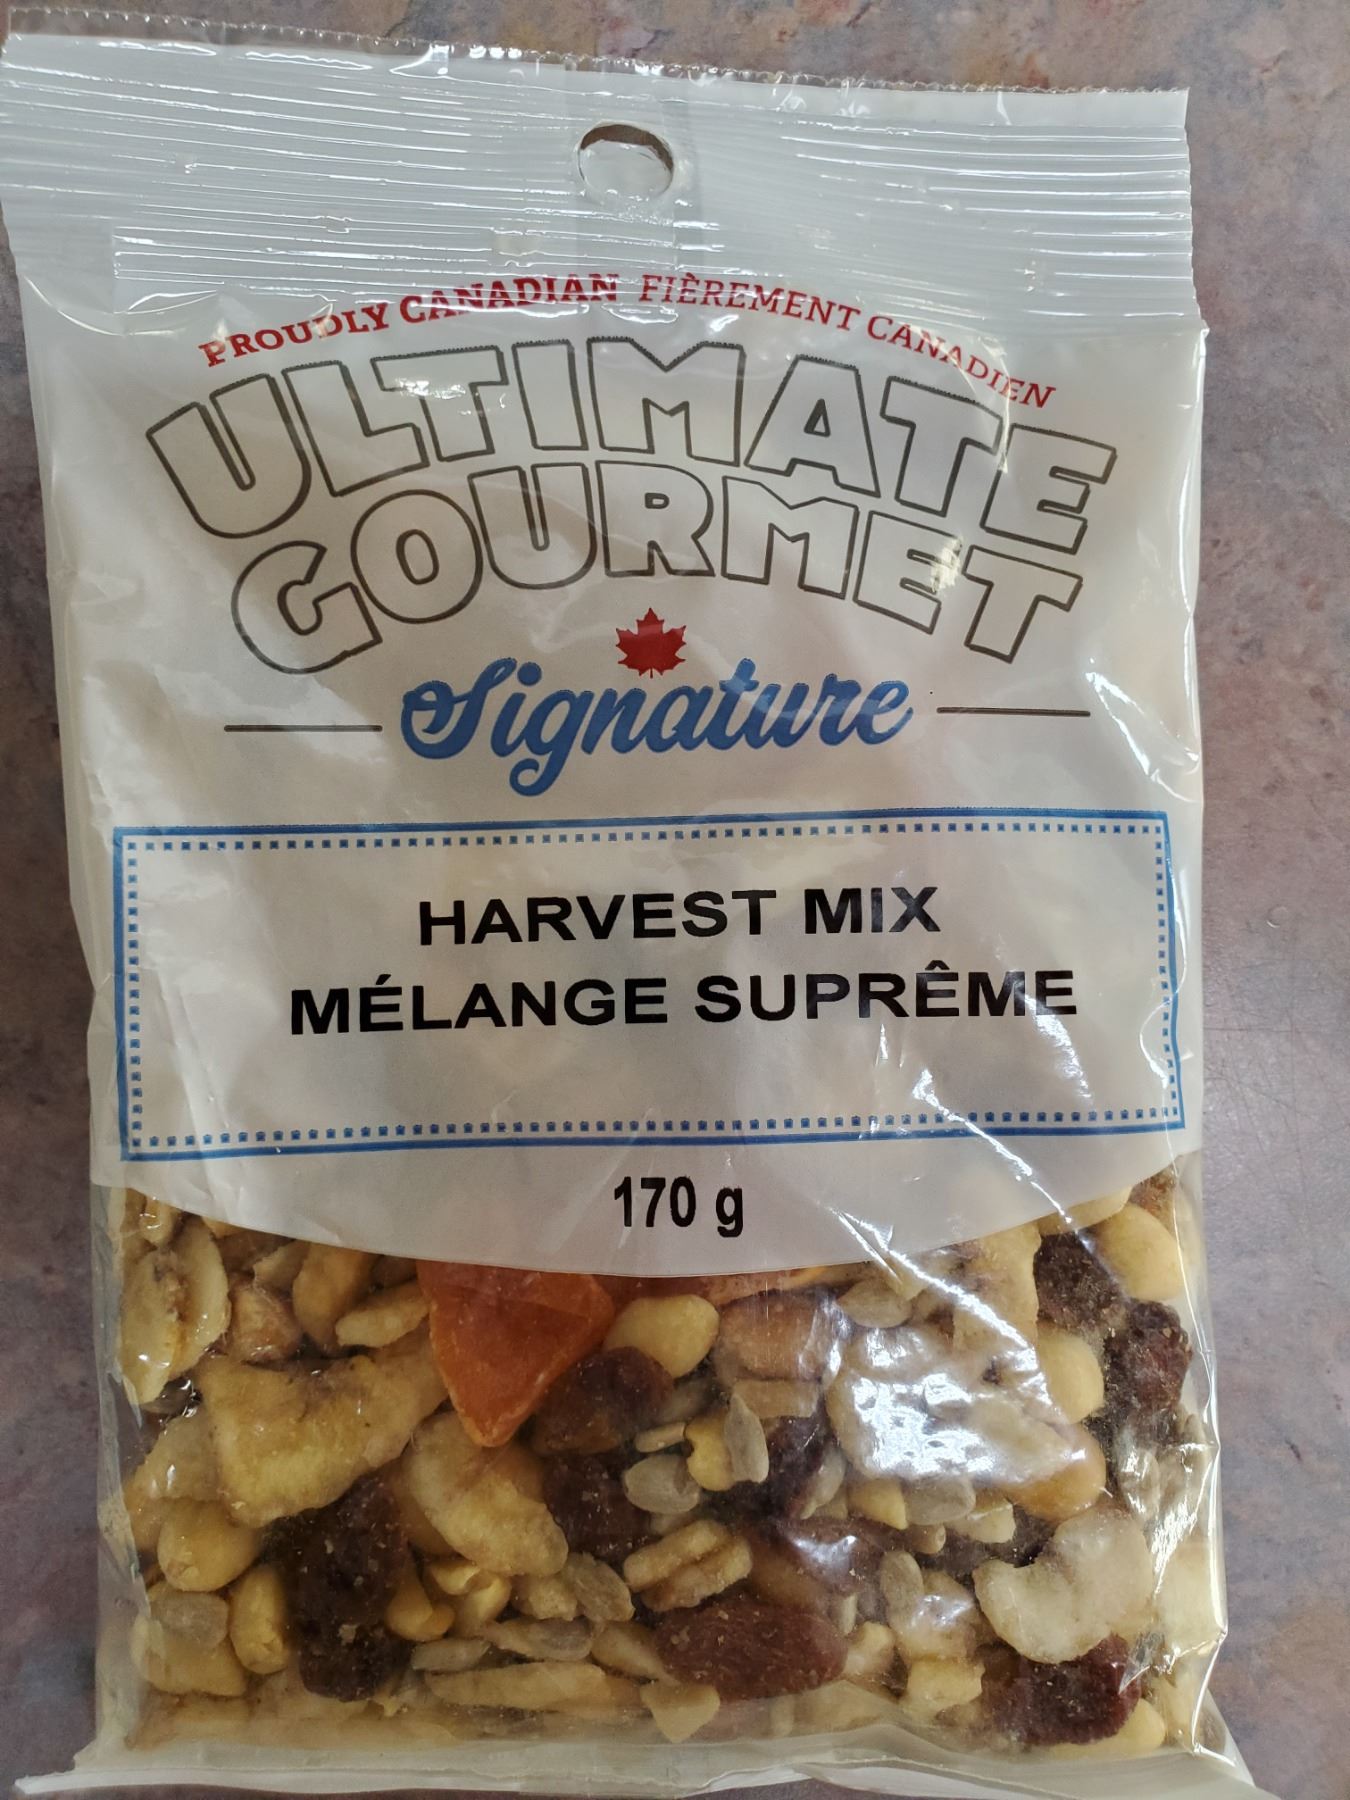 PROUDLY CANADIAN FIÈREMENT CANADIEN
ULTIMATE
GOURMET
Signature
HARVEST MIX
MÉLANGE SUPRÊME
170 g